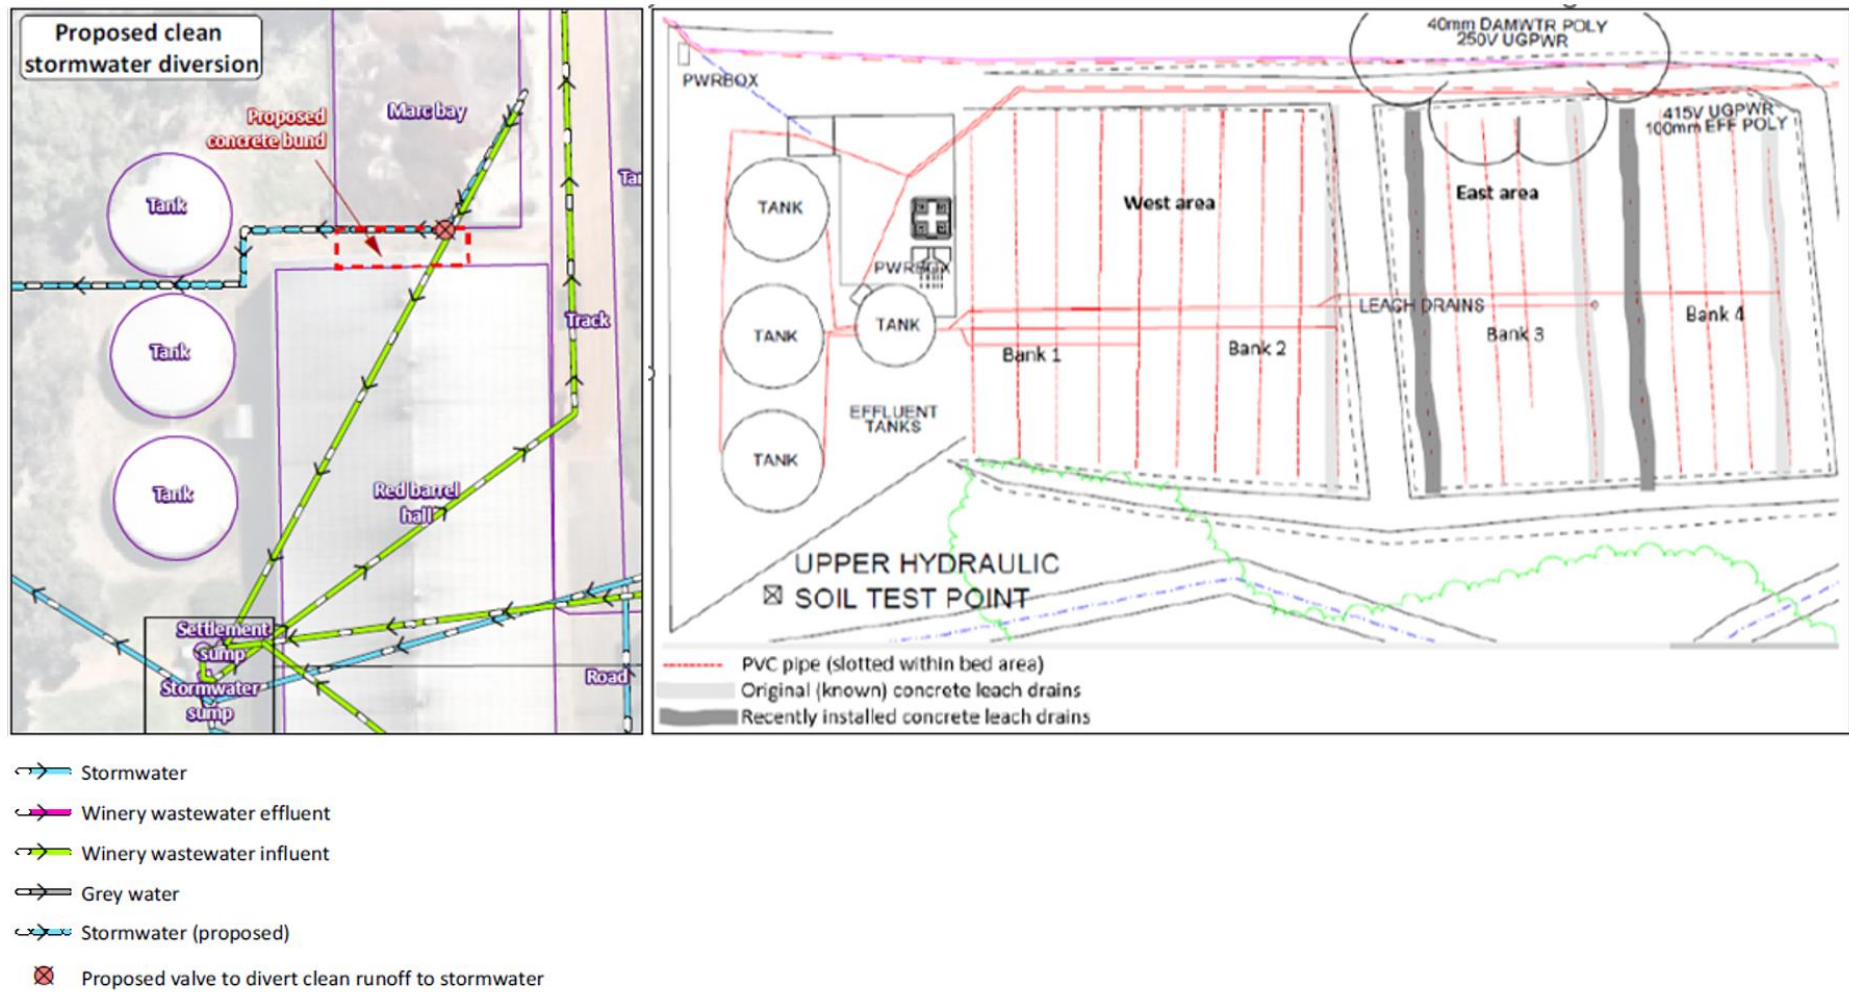 Proposed clean
stormwater diversion
Proposed
concrete bund
Marc bay
Tank
Tank
Tank
Track
Red barrel
hall
Settlement
sump
Stormwater
sump
Road
40mm DAMWTR POLY
250V UGPWR
PWRBOX
415V UGPWR
100mm EFF POLY
West area
East area
TANK
PWRBOX
TANK
TANK
LEACH DRAINS
Bank 1
Bank 2
Bank 3
Bank 4
EFFLUENT
TANKS
TANK
UPPER HYDRAULIC
SOIL TEST POINT
PVC pipe (slotted within bed area)
Original (known) concrete leach drains
Recently installed concrete leach drains
Stormwater
Winery wastewater effluent
Winery wastewater influent
Grey water
Stormwater (proposed)
Proposed valve to divert clean runoff to stormwater